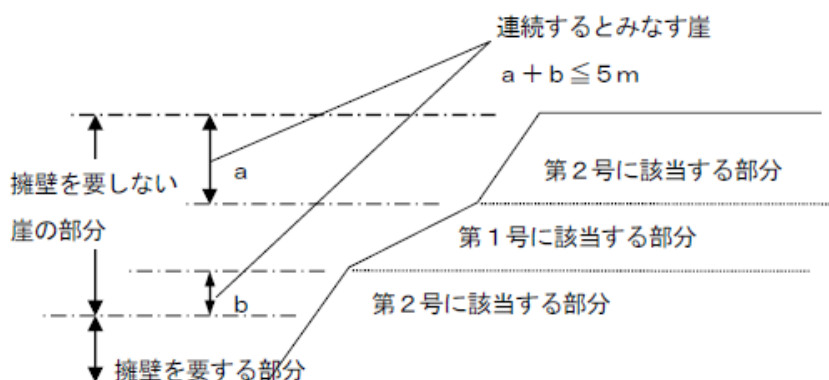 連続するとみなす崖
a+b≦5m
擁壁を要しない
崖の部分
a
第2号に該当する部分
第1号に該当する部分
b
第2号に該当する部分
擁壁を要する部分